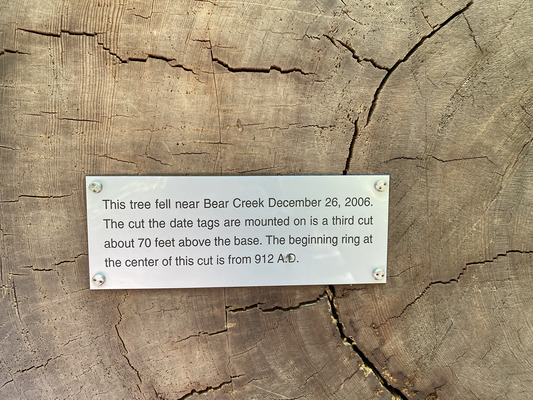 This tree fell near Bear Creek December 26, 2006.
The cut the date tags are mounted on is a third cut
about 70 feet above the base. The beginning ring at
the center of this cut is from 912 A.D.